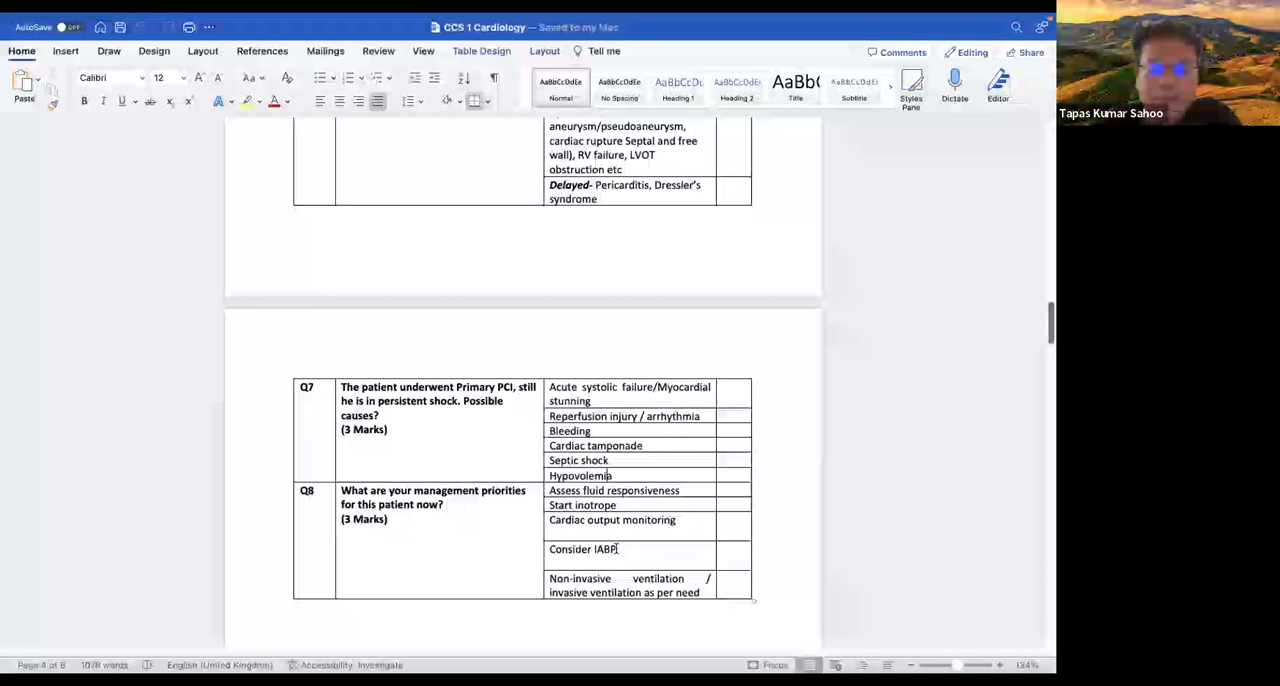 AutoSave OFF
CCS 1 Cardiology — Saved to my Mac
Home Insert Draw Design Layout References Mailings Review View Table Design Layout Tell me
Comments Editing Share
Paste
Calibri 12
AaBbCcDdEe AaBbCcDdEe AaBbCcDc AaBbCcDdEe AaBb( AaBbCcDdEe
Normal No Spacing Heading 1 Heading 2 Title Subtitle
Styles Pane
Dictate
Editor
Tapas Kumar Sahoo
aneurysm/pseudoaneurysm,
cardiac rupture Septal and free
wall), RV failure, LVOT
obstruction etc
Delayed- Pericarditis, Dressler's
syndrome
Q7
The patient underwent Primary PCI, still
he is in persistent shock. Possible
causes?
(3 Marks)
Acute systolic failure/Myocardial
stunning
Reperfusion injury / arrhythmia
Bleeding
Cardiac tamponade
Septic shock
Hypovolemia
Q8
What are your management priorities
for this patient now?
(3 Marks)
Assess fluid responsiveness
Start inotrope
Cardiac output monitoring
Consider IABP
Non-invasive ventilation /
invasive ventilation as per need
Page 4 of 8 1078 words English (United Kingdom) Accessibility: Investigate
Focus 134%